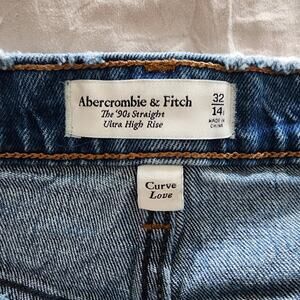 Abercrombie & Fitch
The '90s Straight
Ultra High Rise
32
14
MADE IN
CHINA
Curve
Love